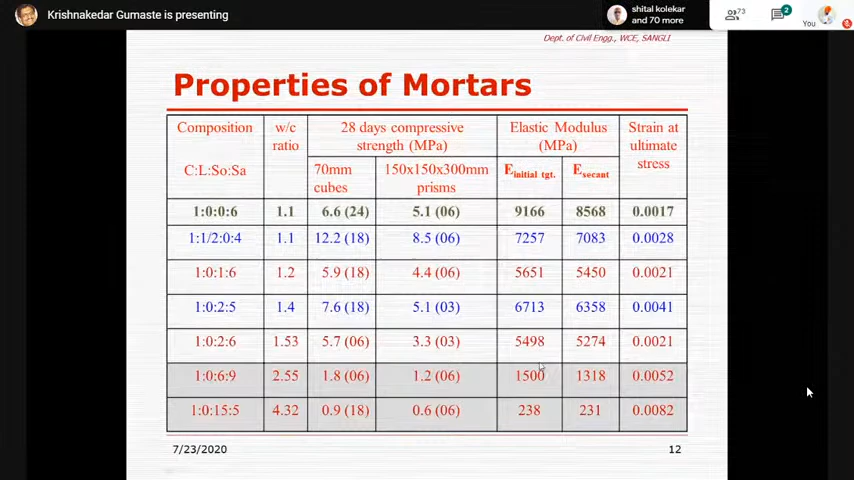 Krishnakedar Gumaste is presenting
shital kolekar
and 70 more
73
2
You
Dept. of Civil Engg., WCE, SANGLI
Properties of Mortars
Composition
C:L:So:Sa
w/c
ratio
28 days compressive
strength (MPa)
Elastic Modulus
(MPa)
Strain at
ultimate
stress
70mm
cubes
150x150x300mm
prisms
E initial tgt.
E secant
1:0:0:6 1.1 6.6 (24) 5.1 (06) 9166 8568 0.0017
1:1/2:0:4 1.1 12.2 (18) 8.5 (06) 7257 7083 0.0028
1:0:1:6 1.2 5.9 (18) 4.4 (06) 5651 5450 0.0021
1:0:2:5 1.4 7.6 (18) 5.1 (03) 6713 6358 0.0041
1:0:2:6 1.53 5.7 (06) 3.3 (03) 5498 5274 0.0021
1:0:6:9 2.55 1.8 (06) 1.2 (06) 1500 1318 0.0052
1:0:15:5 4.32 0.9 (18) 0.6 (06) 238 231 0.0082
7/23/2020
12